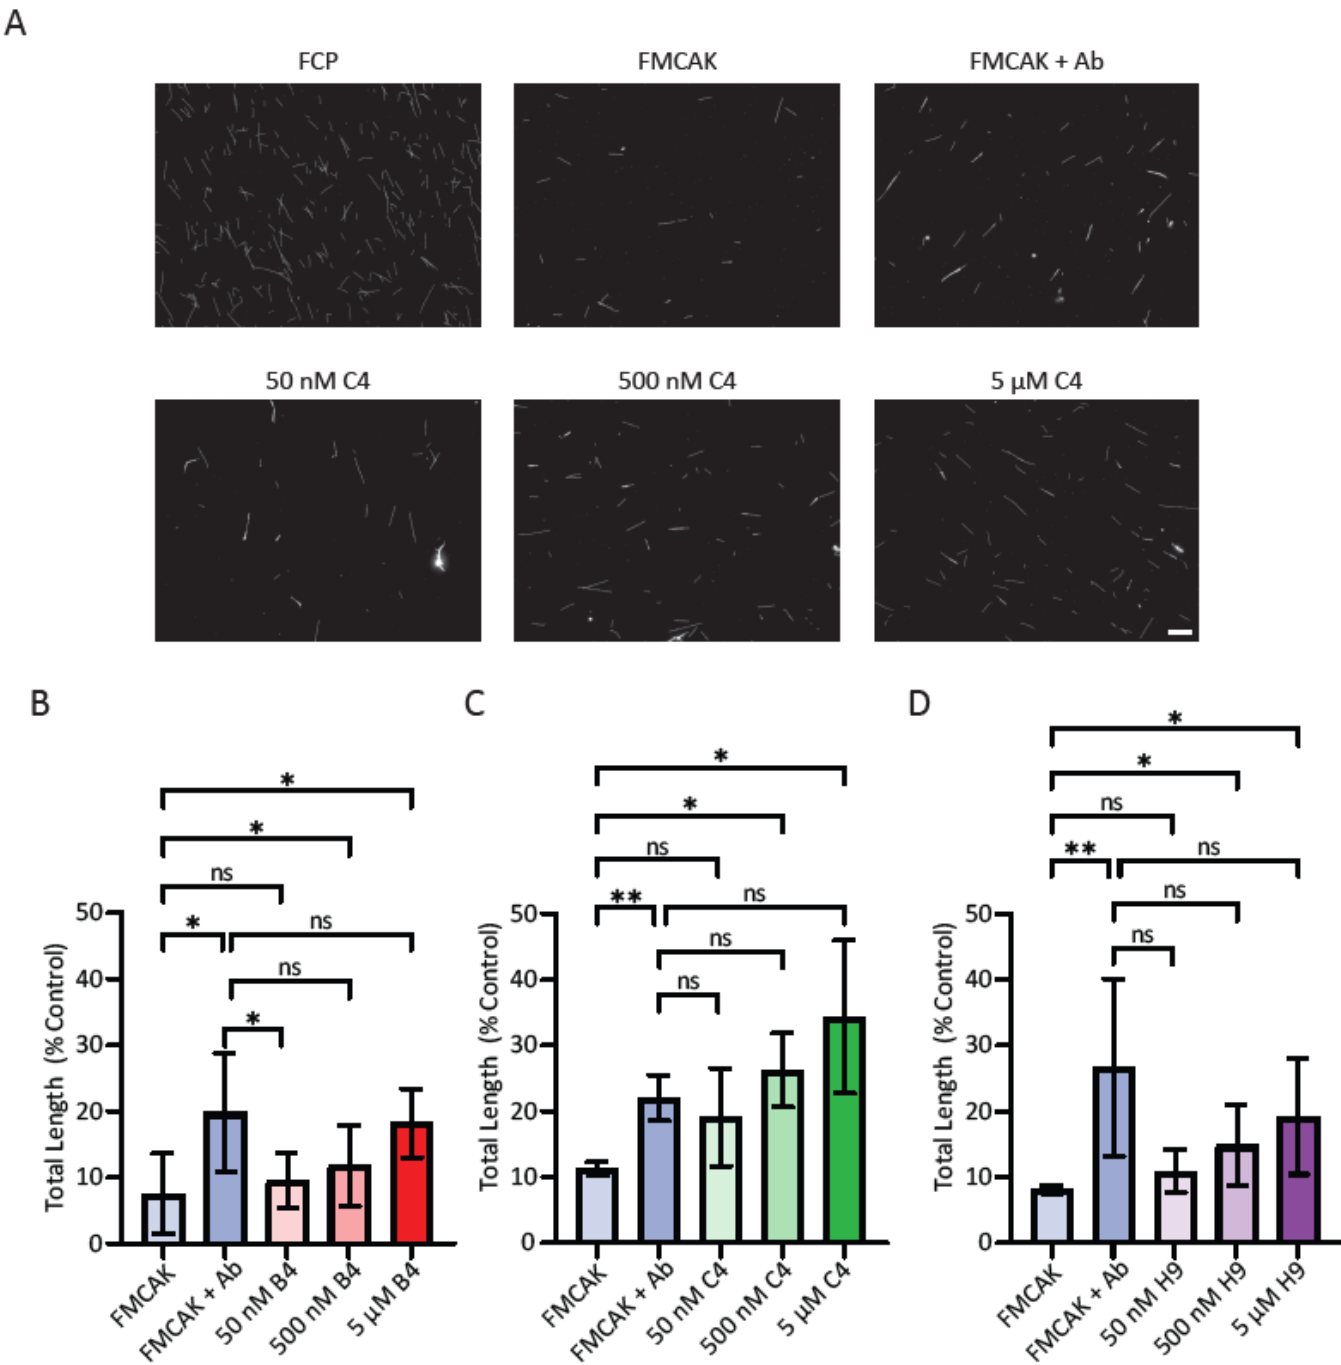 A
FCP
FMCAK
FMCAK + Ab
50 nM C4
500 nM C4
5 µM C4
B
*
*
ns
*
ns
ns
*
Total Length (% Control)
50
40
30
20
10
0
FMCAK
FMCAK + Ab
50 nM B4
500 nM B4
5 µM B4
C
*
*
ns
**
ns
ns
ns
Total Length (% Control)
50
40
30
20
10
0
FMCAK
FMCAK + Ab
50 nM C4
500 nM C4
5 µM C4
D
*
*
ns
**
ns
ns
ns
Total Length (% Control)
50
40
30
20
10
0
FMCAK
FMCAK + Ab
50 nM H9
500 nM H9
5 µM H9